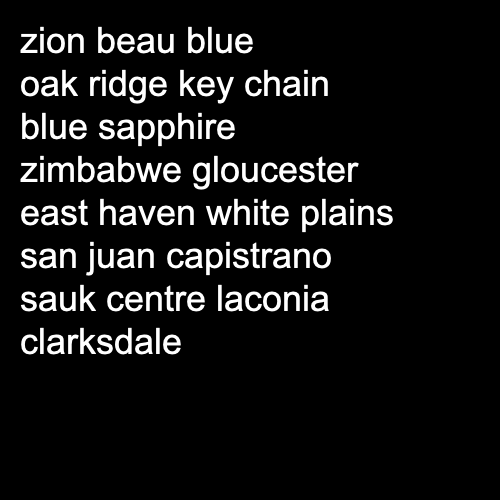 zion beau blue
oak ridge key chain
blue sapphire
zimbabwe gloucester
east haven white plains
san juan capistrano
sauk centre laconia
clarksdale